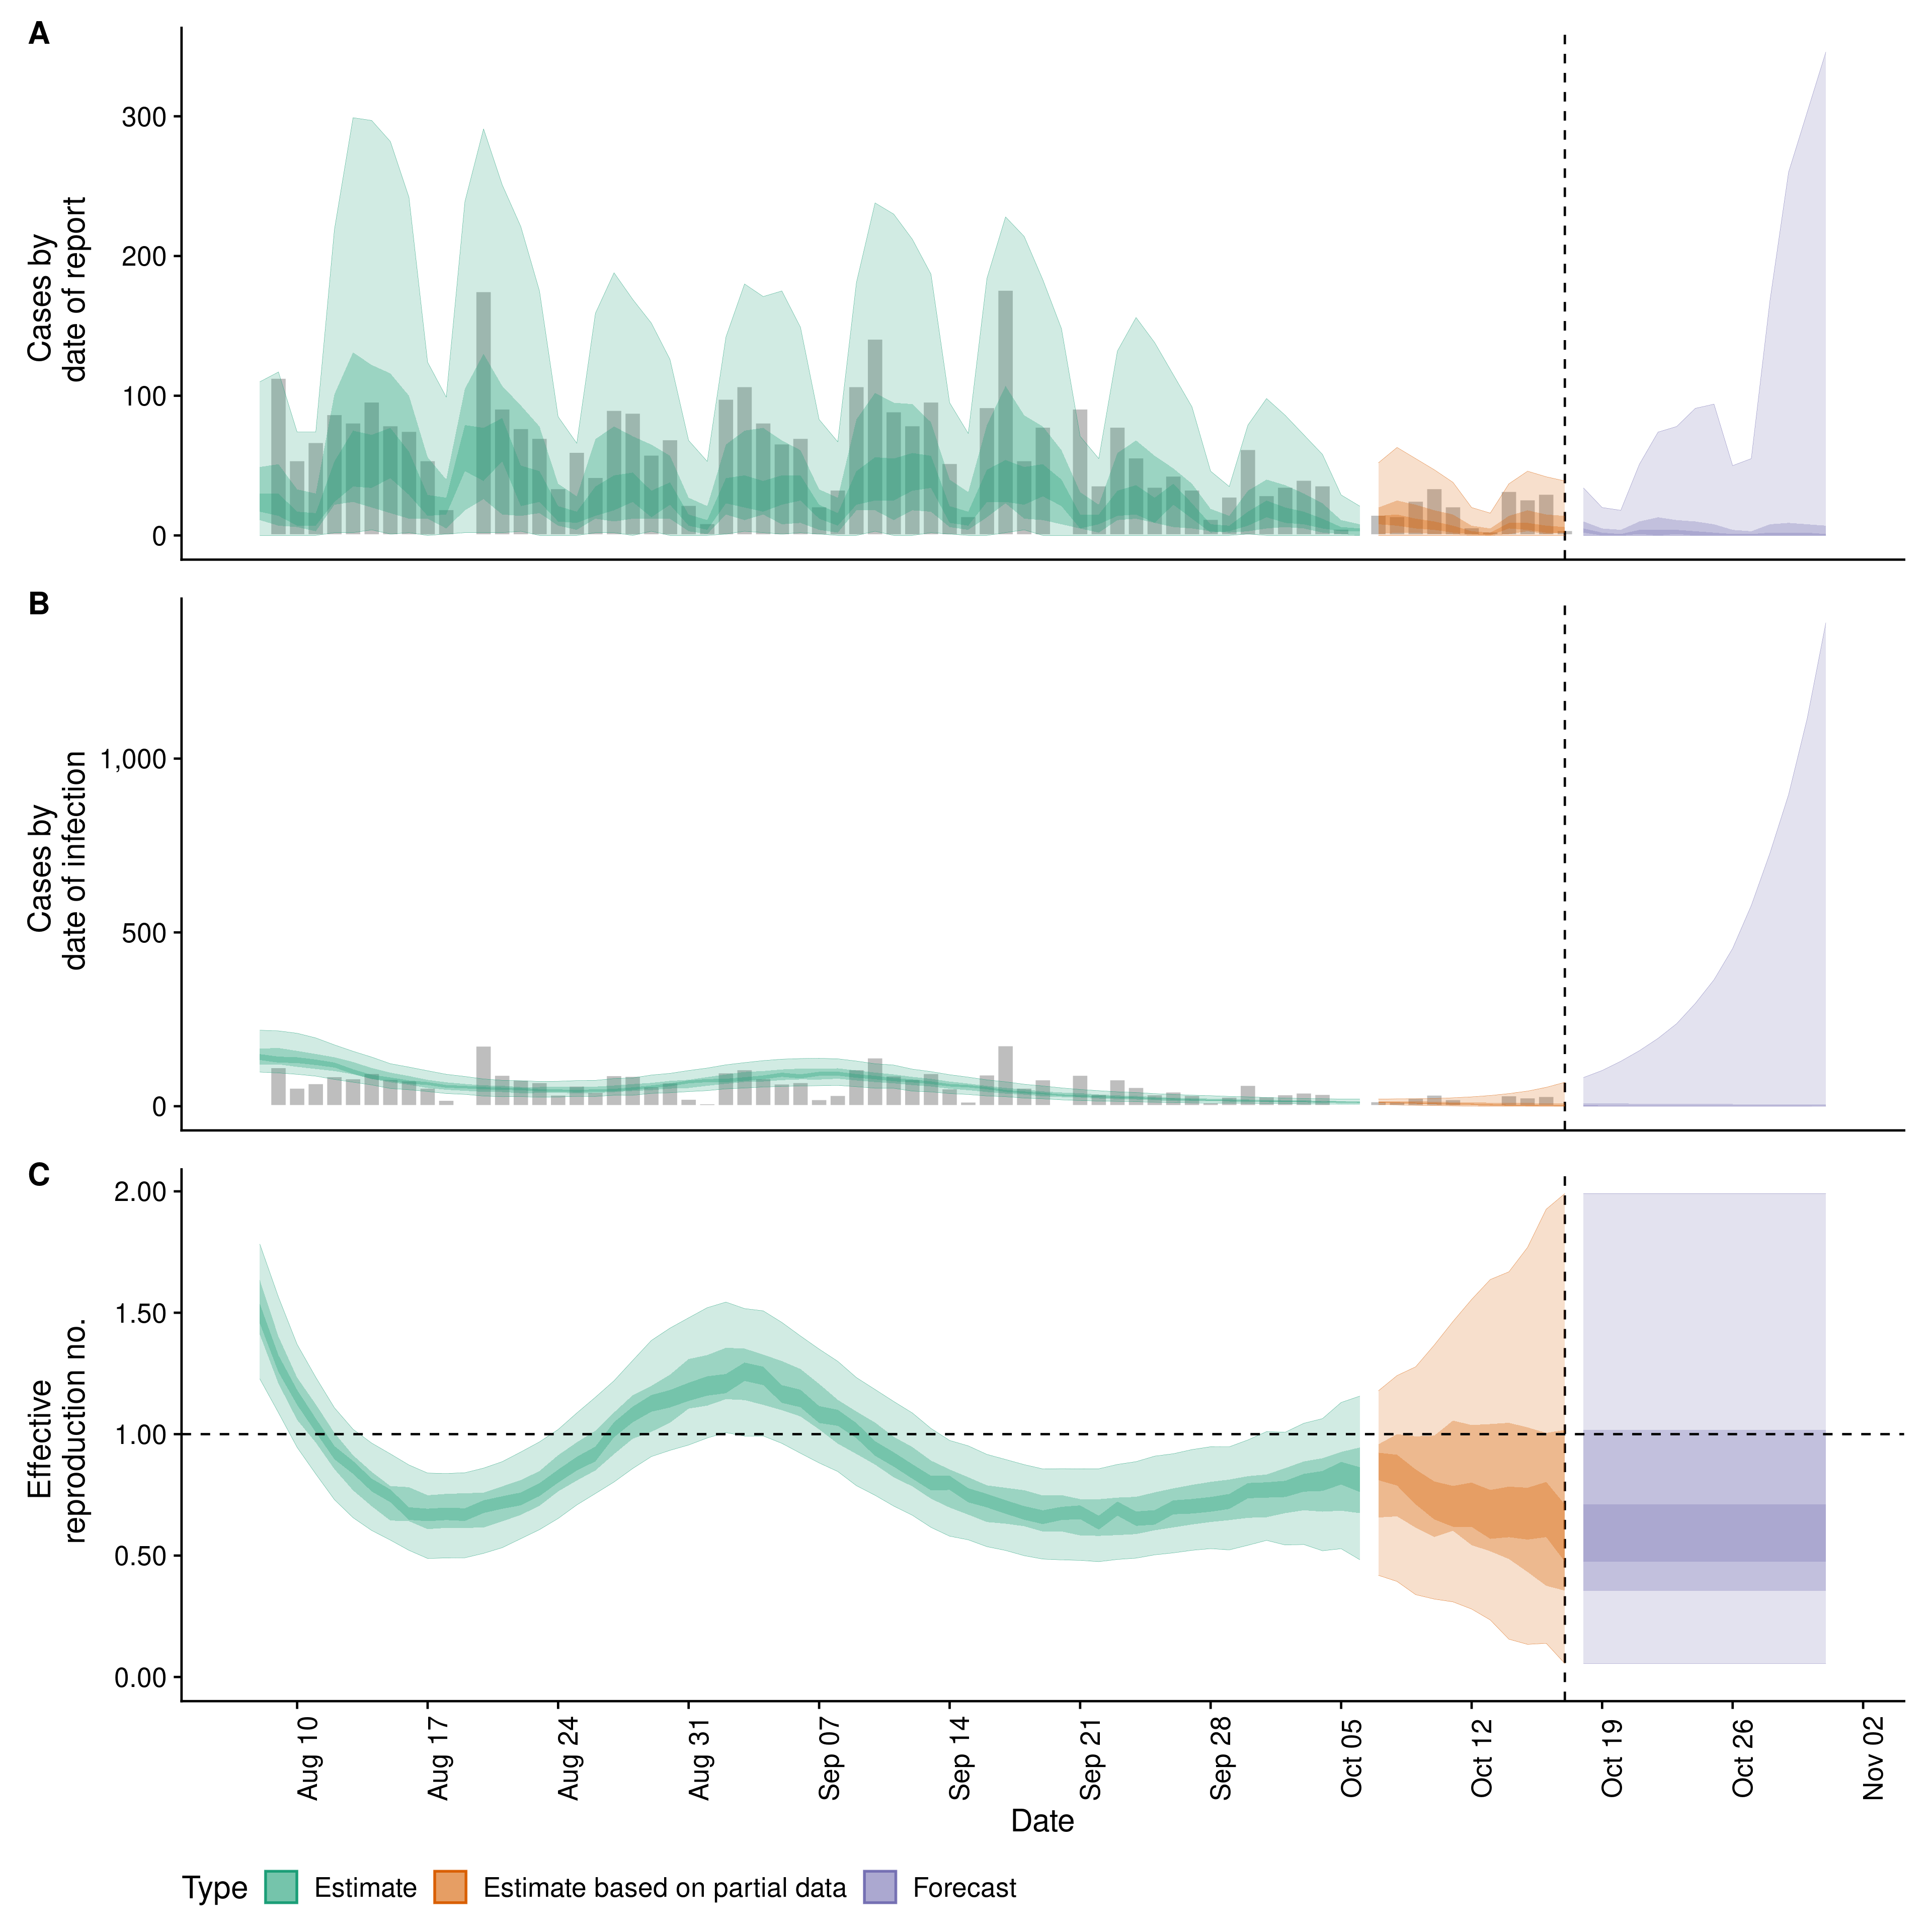 A
Cases by
date of report
300
200
100
0
B
Cases by
date of infection
1,000
500
0
C
Effective
reproduction no.
2.00
1.50
1.00
0.50
0.00
Aug 10
Aug 17
Aug 24
Aug 31
Sep 07
Sep 14
Sep 21
Sep 28
Oct 05
Oct 12
Oct 19
Oct 26
Nov 02
Date
Type
Estimate
Estimate based on partial data
Forecast